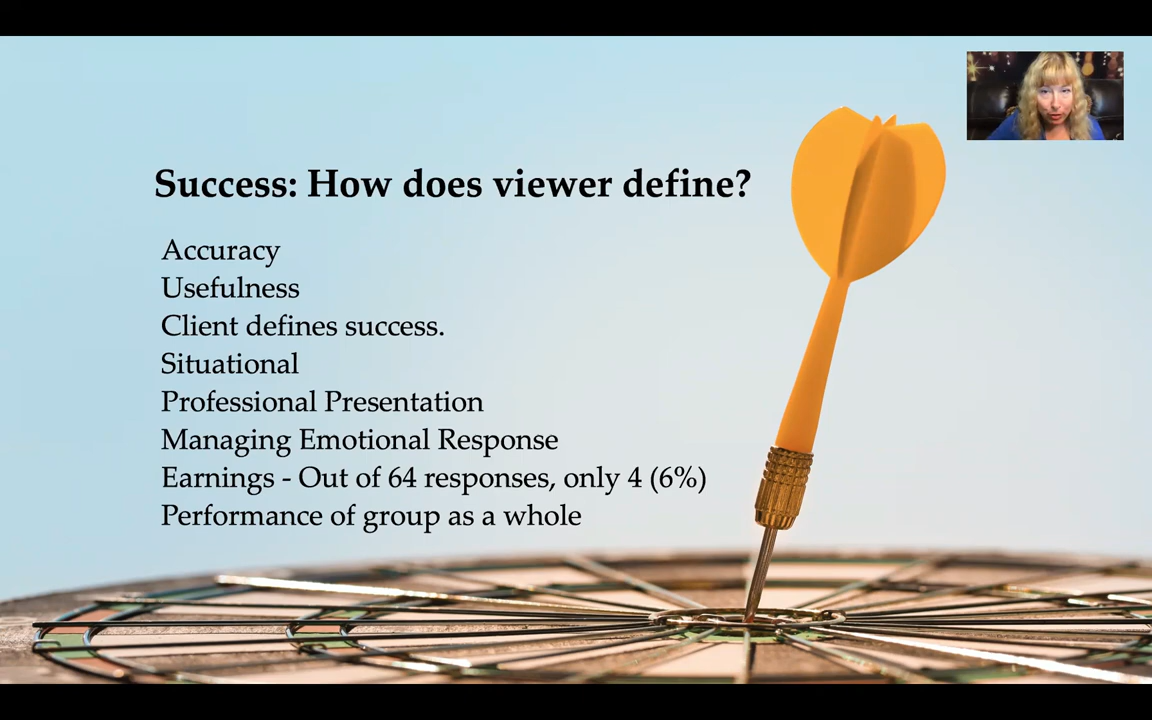 Success: How does viewer define?
Accuracy
Usefulness
Client defines success.
Situational
Professional Presentation
Managing Emotional Response
Earnings - Out of 64 responses, only 4 (6%)
Performance of group as a whole